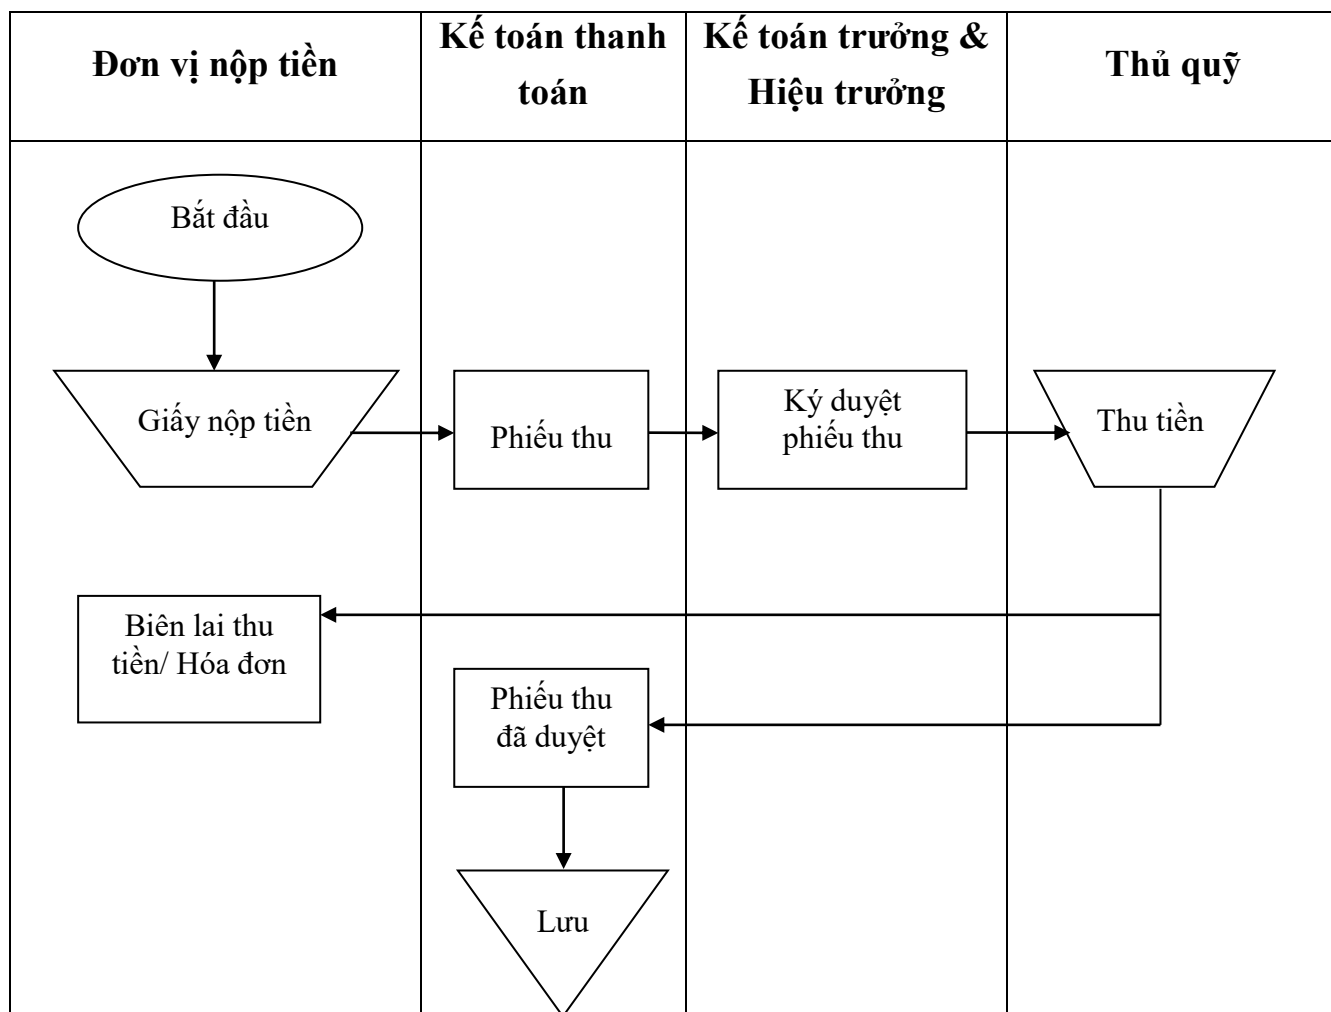 Đơn vị nộp tiền
Kế toán thanh
toán
Kế toán trưởng &
Hiệu trưởng
Thủ quỹ
Bắt đầu
Giấy nộp tiền
Phiếu thu
Ký duyệt
phiếu thu
Thu tiền
Biên lai thu
tiền/ Hóa đơn
Phiếu thu
đã duyệt
Lưu